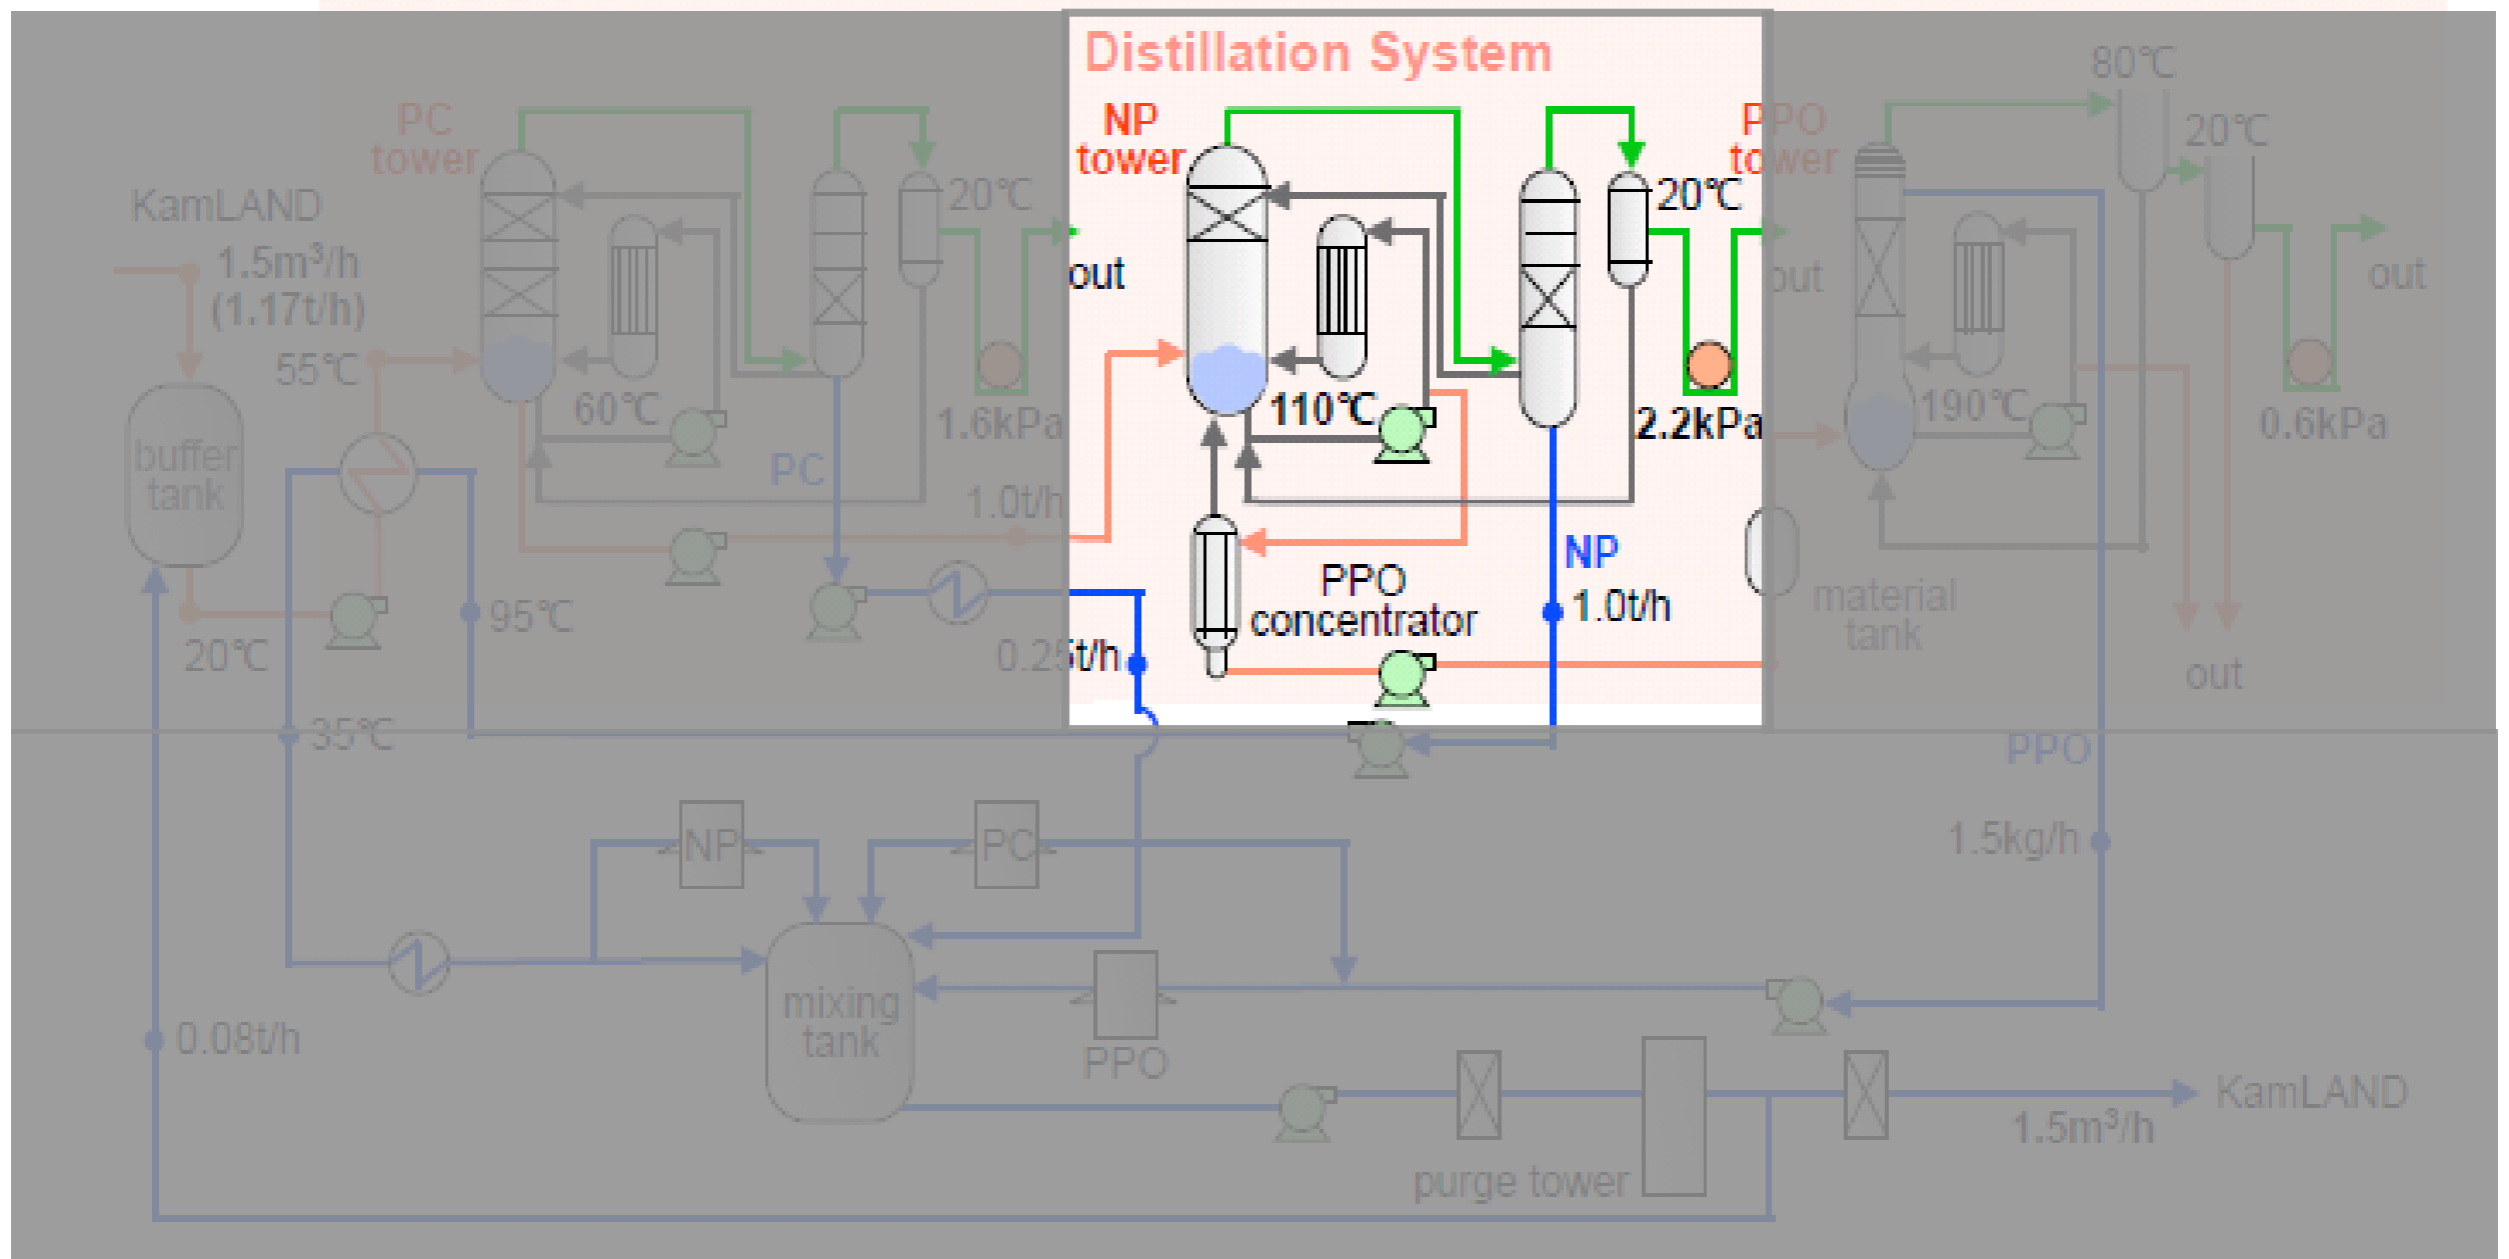 Distillation System
80℃
PC
tower
NP
tower
PPO
tower
20℃
KamLAND
20℃
20℃
1.5m³/h
(1.17t/h)
out
out
out
55℃
60℃
1.6kPa
110℃
2.2kPa
190℃
0.6kPa
buffer
tank
PC
1.0t/h
NP
PPO
concentrator
1.0t/h
material
tank
95℃
20℃
0.25t/h
out
35℃
PPO
NP
PC
1.5kg/h
mixing
tank
0.08t/h
PPO
KamLAND
1.5m³/h
purge tower